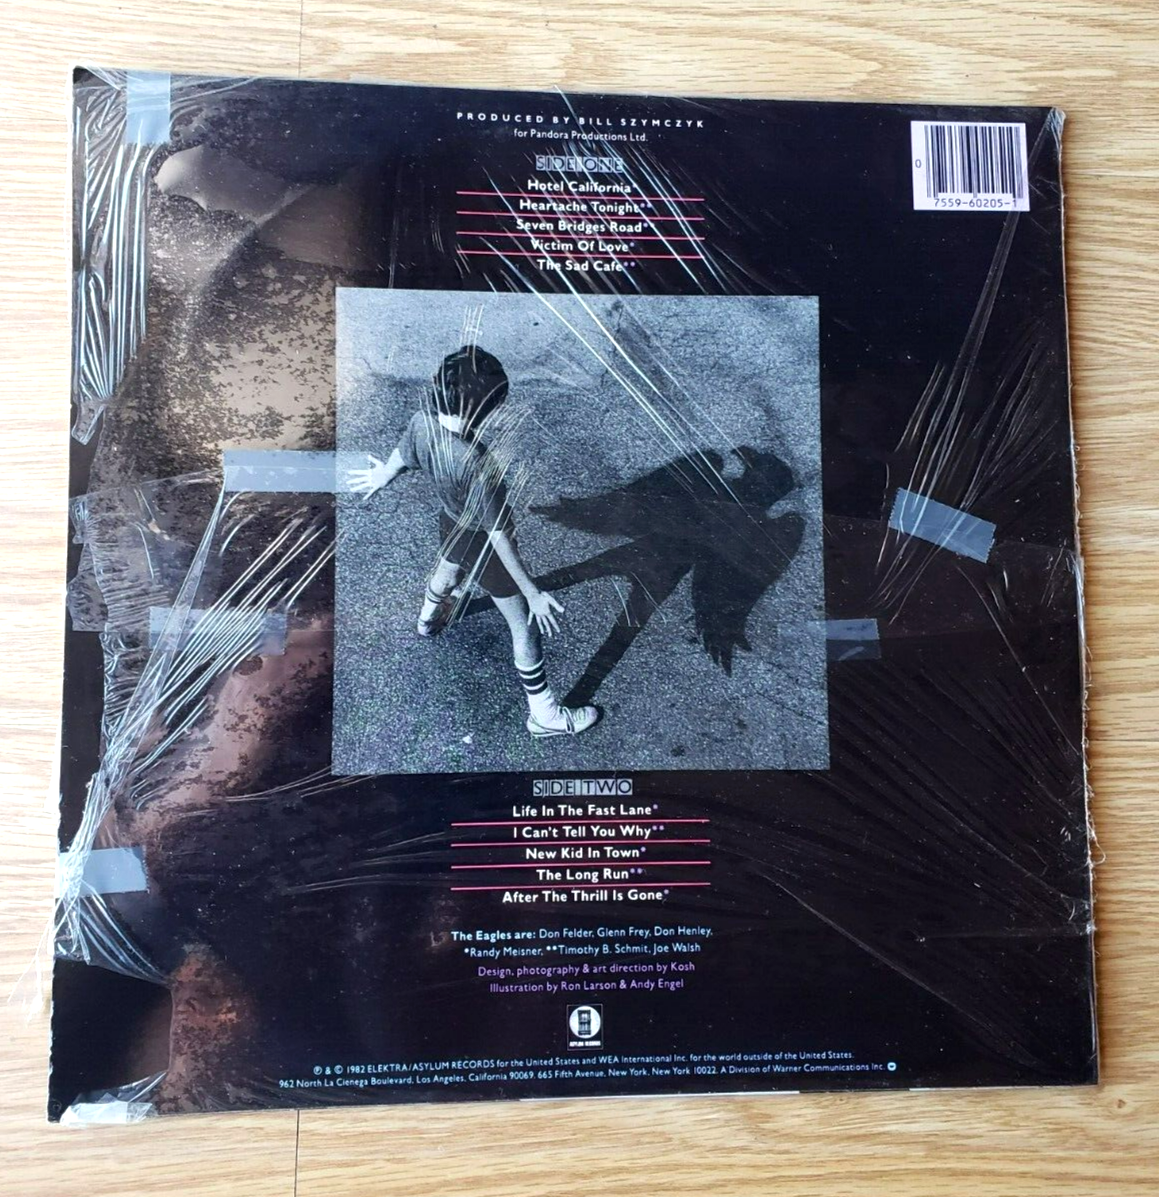 PRODUCED BY BILL SZYMCZYK
for Pandora Productions Ltd.
0
7559-60205-1
SIDE ONE
Hotel California*
Heartache Tonight**
Seven Bridges Road*
Victim Of Love*
The Sad Cafe**
SIDE TWO
Life In The Fast Lane*
I Can't Tell You Why**
New Kid In Town*
The Long Run**
After The Thrill Is Gone*
The Eagles are: Don Felder, Glenn Frey, Don Henley,
*Randy Meisner, **Timothy B. Schmit, Joe Walsh
Design, photography & art direction by Kosh
Illustration by Ron Larson & Andy Engel
ASYLUM RECORDS
℗ & © 1982 ELEKTRA/ASYLUM RECORDS for the United States and WEA International Inc. for the world outside of the United States.
962 North La Cienega Boulevard, Los Angeles, California 90069. 665 Fifth Avenue, New York, New York 10022. A Division of Warner Communications Inc.